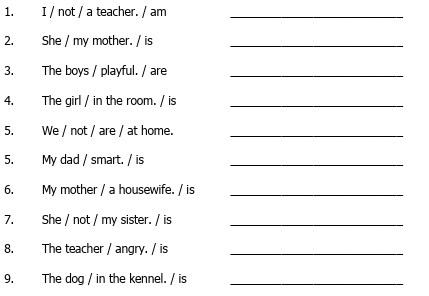 1. I / not / a teacher. / am
2. She / my mother. / is
3. The boys / playful. / are
4. The girl / in the room. / is
5. We / not / are / at home.
5. My dad / smart. / is
6. My mother / a housewife. / is
7. She / not / my sister. / is
8. The teacher / angry. / is
9. The dog / in the kennel. / is